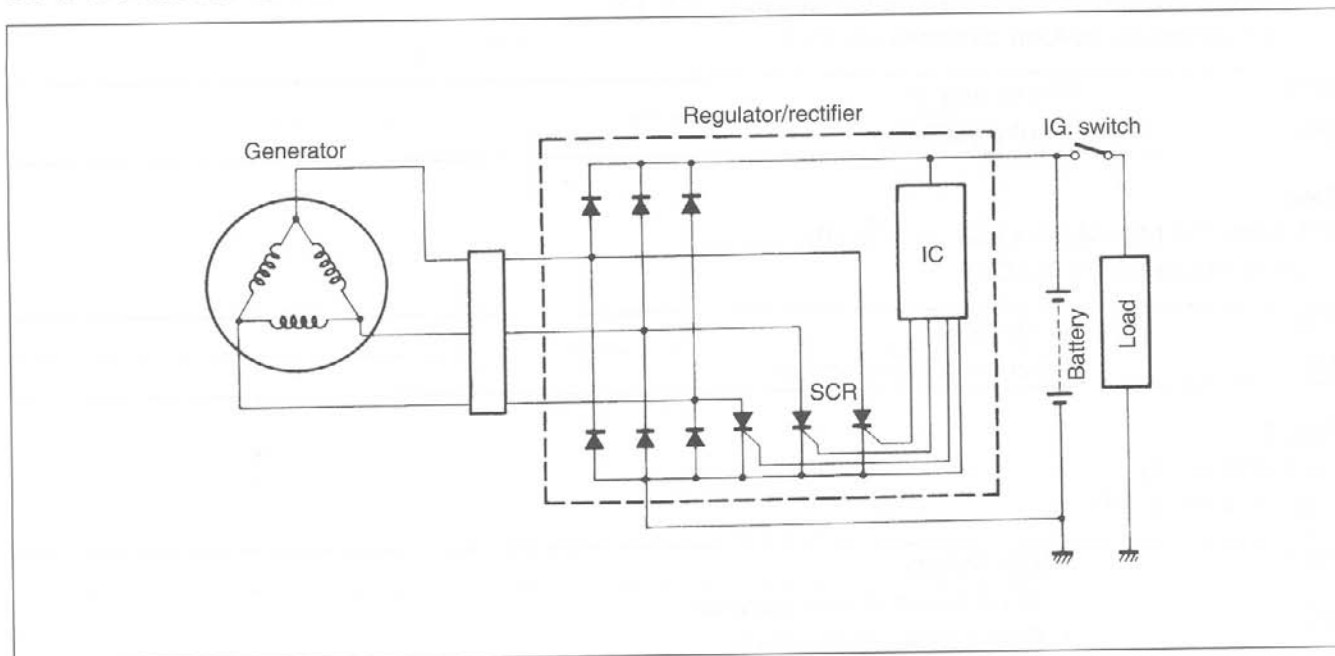 Regulator/rectifier
IG. switch
Generator
IC
Battery
Load
SCR